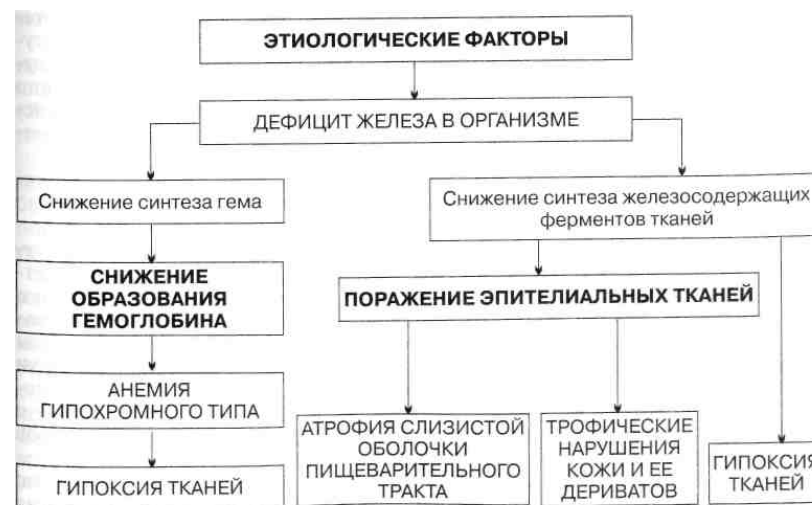 ЭТИОЛОГИЧЕСКИЕ ФАКТОРЫ
ДЕФИЦИТ ЖЕЛЕЗА В ОРГАНИЗМЕ
Снижение синтеза гема
Снижение синтеза железосодержащих
ферментов тканей
СНИЖЕНИЕ
ОБРАЗОВАНИЯ
ГЕМОГЛОБИНА
ПОРАЖЕНИЕ ЭПИТЕЛИАЛЬНЫХ ТКАНЕЙ
АНЕМИЯ
ГИПОХРОМНОГО ТИПА
ГИПОКСИЯ ТКАНЕЙ
АТРОФИЯ СЛИЗИСТОЙ
ОБОЛОЧКИ
ПИЩЕВАРИТЕЛЬНОГО
ТРАКТА
ТРОФИЧЕСКИЕ
НАРУШЕНИЯ
КОЖИ И ЕЕ
ДЕРИВАТОВ
ГИПОКСИЯ
ТКАНЕЙ